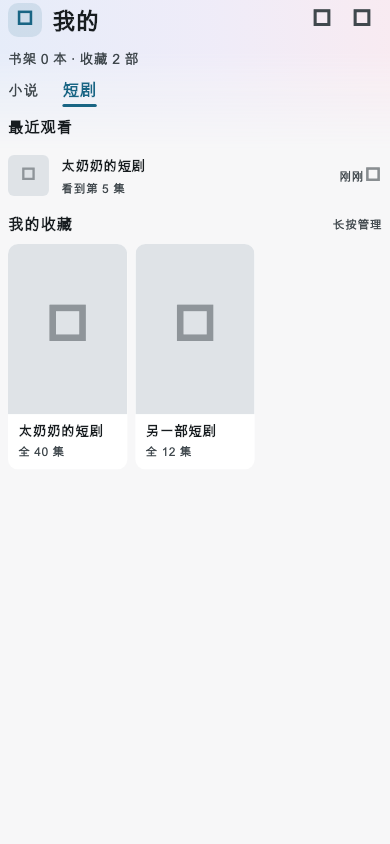 我的
书架 0 本 · 收藏 2 部
小说 短剧
最近观看
太奶奶的短剧
看到第 5 集
刚刚
我的收藏 长按管理
太奶奶的短剧 另一部短剧
全 40 集 全 12 集